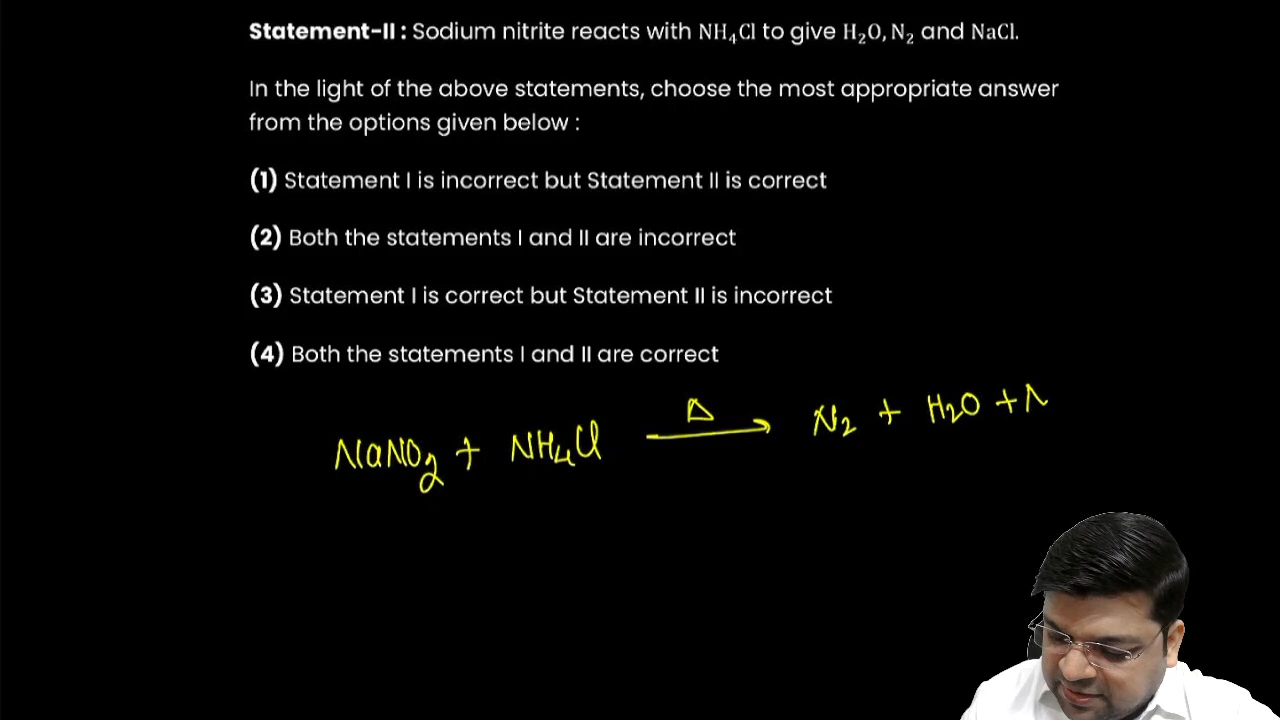 Statement-II : Sodium nitrite reacts with NH₄Cl to give H₂O, N₂ and NaCl.
In the light of the above statements, choose the most appropriate answer
from the options given below :
(1) Statement I is incorrect but Statement II is correct
(2) Both the statements I and II are incorrect
(3) Statement I is correct but Statement II is incorrect
(4) Both the statements I and II are correct
NaNO₂ + NH₄Cl —Δ→ N₂ + H₂O +